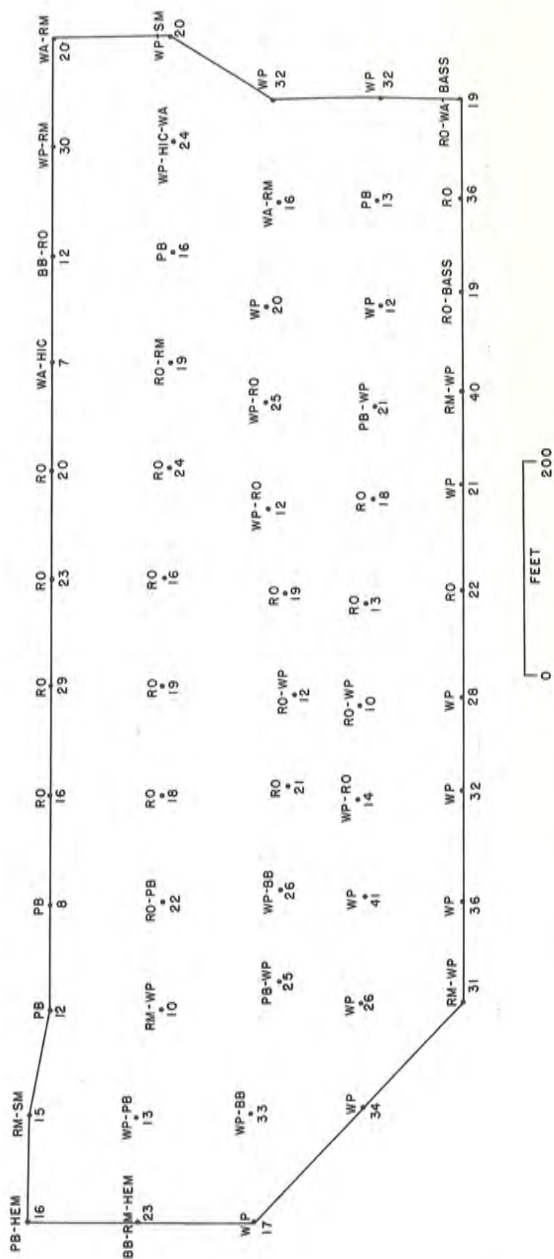 PB-HEM RM-SM PB PB RO RO RO RO WA-HIC BB-RO WP-RM WA-RM
16 15 12 8 16 29 23 20 7 12 30 20
BB-RM-HEM WP-PB RM-WP RO-PB RO RO RO RO RO-RM PB WP-HIC-WA WP-SM
23 13 10 22 18 19 16 24 19 16 24 20
WP WP-BB PB-WP WP-BB RO RO-WP RO WP-RO WP-RO WP WA-RM WP
17 33 25 26 21 12 19 12 25 20 16 32
WP WP WP WP-RO RO-WP RO RO PB-WP WP PB WP
34 26 41 14 10 13 18 21 12 13 32
RM-WP WP WP WP RO WP RM-WP RO-BASS RO RO-WA-BASS
31 36 32 28 22 21 40 19 36 19
0 200
FEET